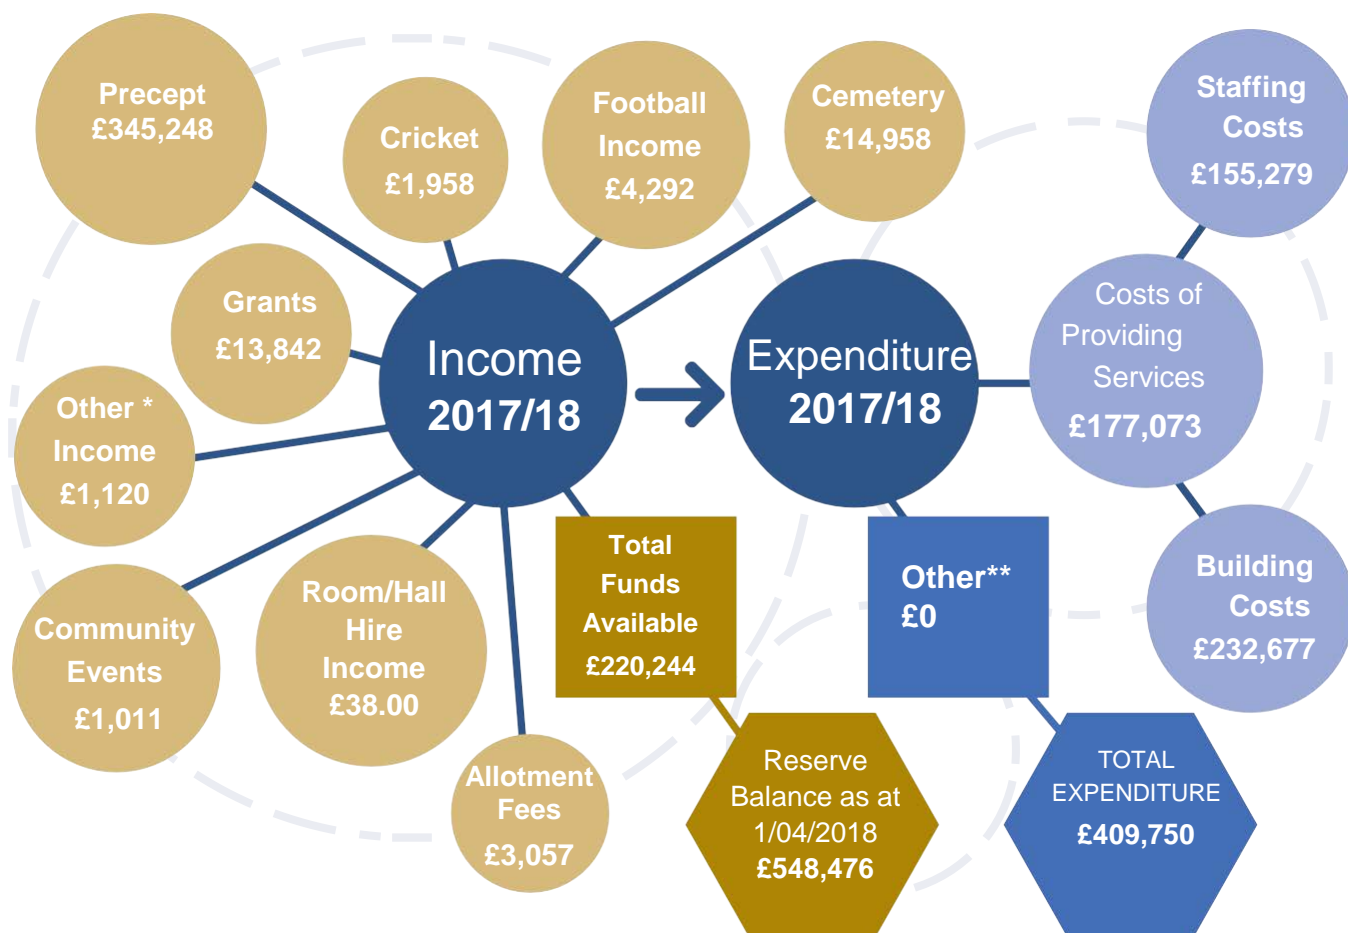 Precept
£345,248
Cricket
£1,958
Football
Income
£4,292
Cemetery
£14,958
Staffing
Costs
£155,279
Grants
£13,842
Income
2017/18
Expenditure
2017/18
Costs of
Providing
Services
£177,073
Other *
Income
£1,120
Community
Events
£1,011
Room/Hall
Hire
Income
£38.00
Allotment
Fees
£3,057
Total
Funds
Available
£220,244
Other**
£0
Building
Costs
£232,677
Reserve
Balance as at
1/04/2018
£548,476
TOTAL
EXPENDITURE
£409,750